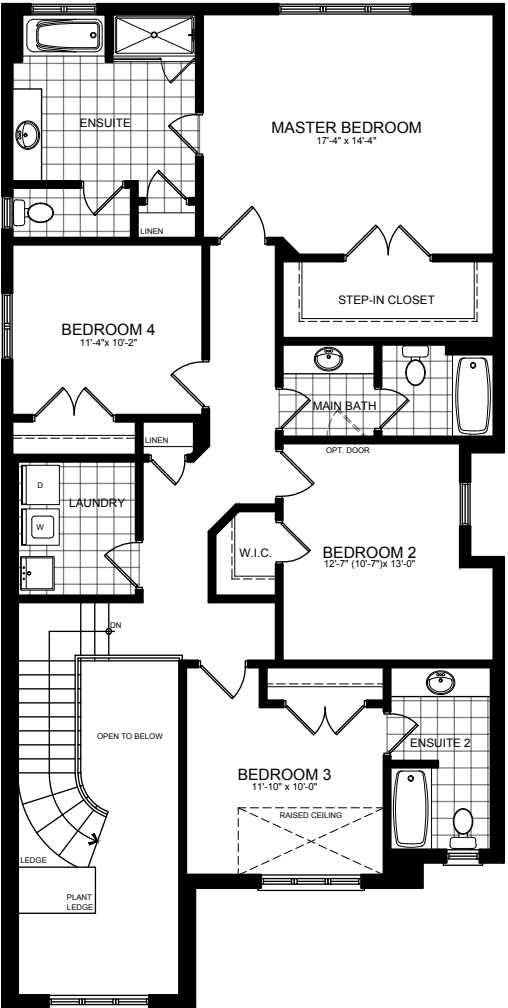 ENSUITE
MASTER BEDROOM
17'-4" x 14'-4"
LINEN
STEP-IN CLOSET
BEDROOM 4
11'-4"x 10'-2"
MAIN BATH
LINEN
OPT. DOOR
D
LAUNDRY
W
W.I.C.
BEDROOM 2
12'-7" (10'-7")x 13'-0"
DN
OPEN TO BELOW
ENSUITE 2
BEDROOM 3
11'-10" x 10'-0"
RAISED CEILING
LEDGE
PLANT
LEDGE